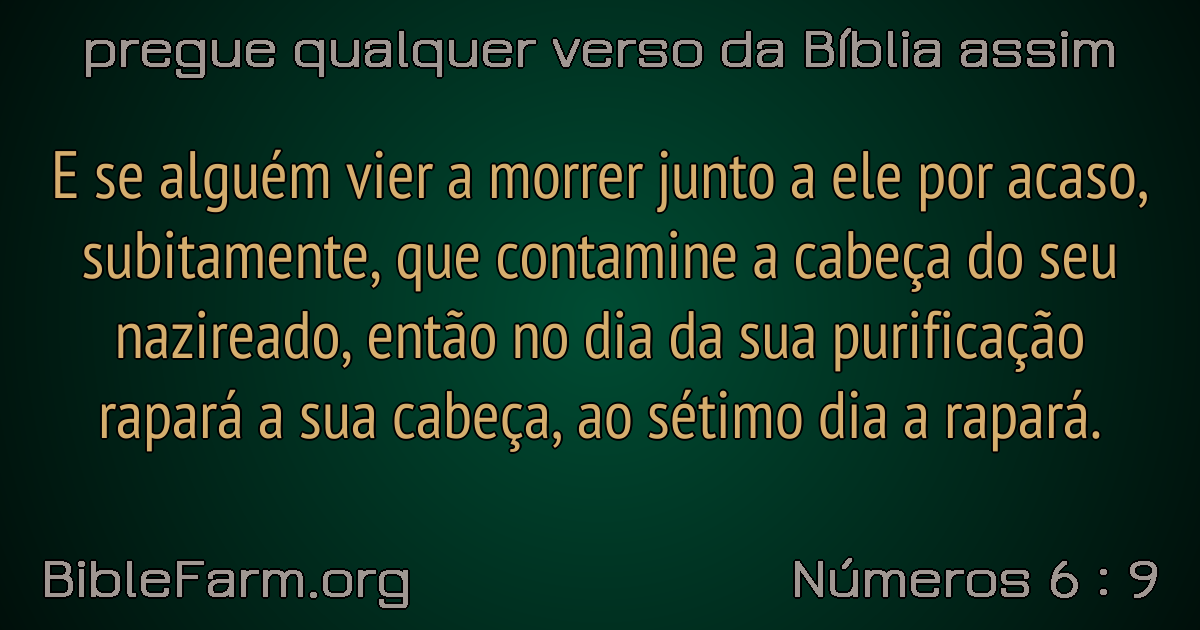 pregue qualquer verso da Bíblia assim
E se alguém vier a morrer junto a ele por acaso,
subitamente, que contamine a cabeça do seu
nazireado, então no dia da sua purificação
rapará a sua cabeça, ao sétimo dia a rapará.
BibleFarm.org
Números 6 : 9